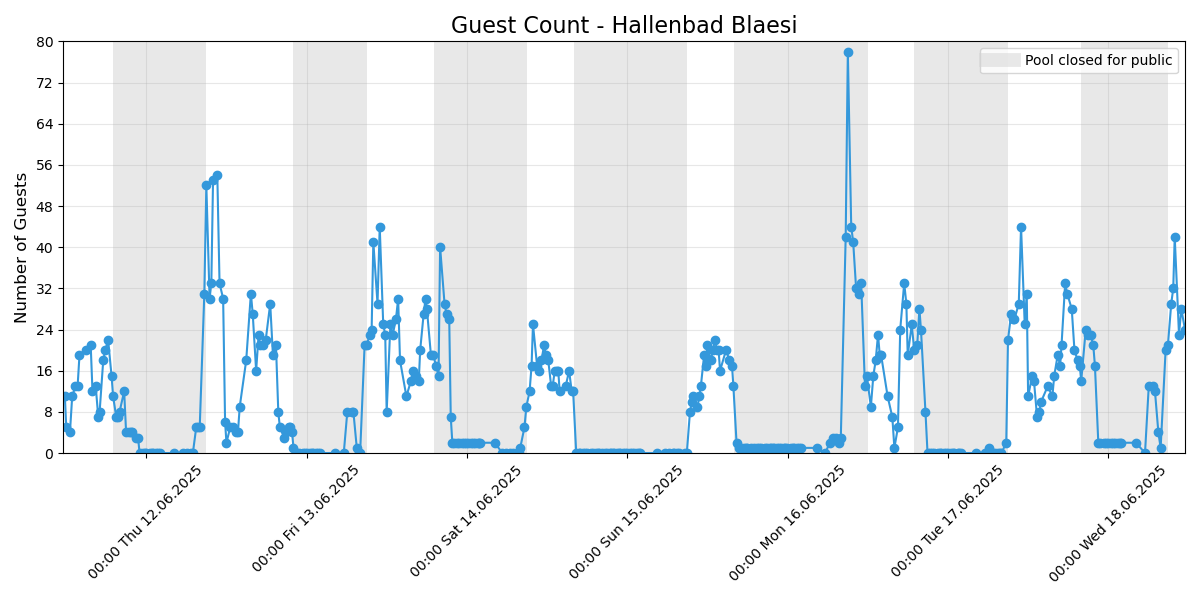 Guest Count - Hallenbad Blaesi
Pool closed for public
Number of Guests
80
72
64
56
48
40
32
24
16
8
0
00:00 Thu 12.06.2025
00:00 Fri 13.06.2025
00:00 Sat 14.06.2025
00:00 Sun 15.06.2025
00:00 Mon 16.06.2025
00:00 Tue 17.06.2025
00:00 Wed 18.06.2025